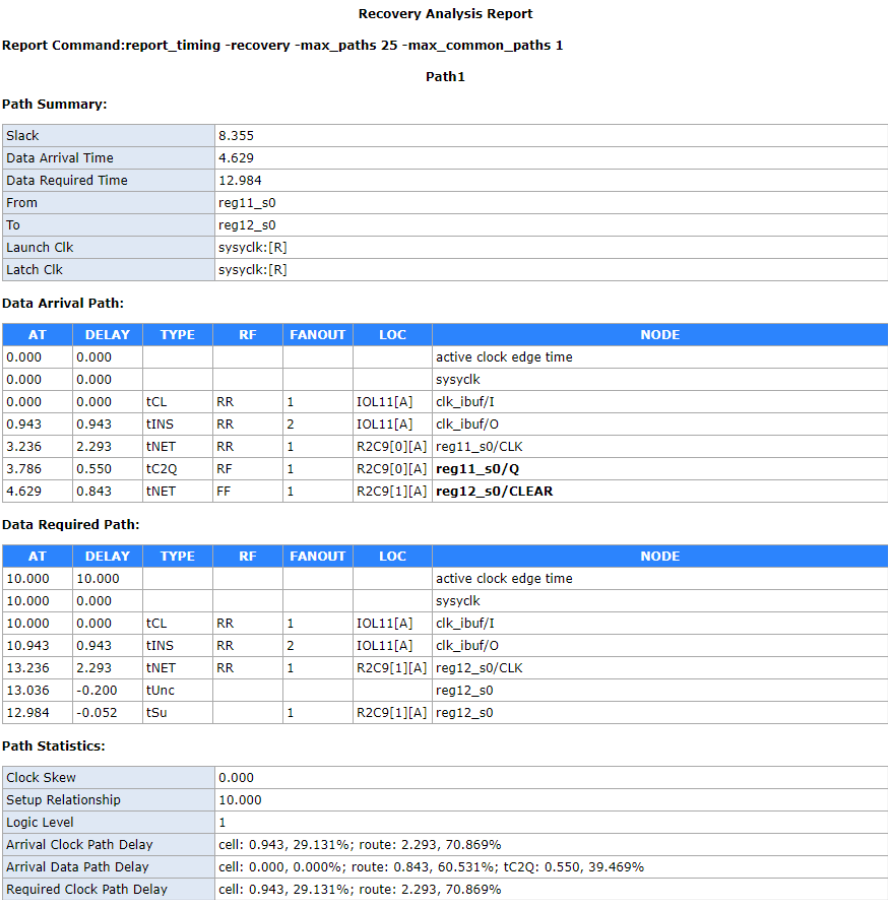 Recovery Analysis Report
Report Command:report_timing -recovery -max_paths 25 -max_common_paths 1
Path1
Path Summary:
Slack 8.355
Data Arrival Time 4.629
Data Required Time 12.984
From reg11_s0
To reg12_s0
Launch Clk sysyclk:[R]
Latch Clk sysyclk:[R]
Data Arrival Path:
AT DELAY TYPE RF FANOUT LOC NODE
0.000 0.000 active clock edge time
0.000 0.000 sysyclk
0.000 0.000 tCL RR 1 IOL11[A] clk_ibuf/I
0.943 0.943 tINS RR 2 IOL11[A] clk_ibuf/O
3.236 2.293 tNET RR 1 R2C9[0][A] reg11_s0/CLK
3.786 0.550 tC2Q RF 1 R2C9[0][A] reg11_s0/Q
4.629 0.843 tNET FF 1 R2C9[1][A] reg12_s0/CLEAR
Data Required Path:
AT DELAY TYPE RF FANOUT LOC NODE
10.000 10.000 active clock edge time
10.000 0.000 sysyclk
10.000 0.000 tCL RR 1 IOL11[A] clk_ibuf/I
10.943 0.943 tINS RR 2 IOL11[A] clk_ibuf/O
13.236 2.293 tNET RR 1 R2C9[1][A] reg12_s0/CLK
13.036 -0.200 tUnc reg12_s0
12.984 -0.052 tSu 1 R2C9[1][A] reg12_s0
Path Statistics:
Clock Skew 0.000
Setup Relationship 10.000
Logic Level 1
Arrival Clock Path Delay cell: 0.943, 29.131%; route: 2.293, 70.869%
Arrival Data Path Delay cell: 0.000, 0.000%; route: 0.843, 60.531%; tC2Q: 0.550, 39.469%
Required Clock Path Delay cell: 0.943, 29.131%; route: 2.293, 70.869%